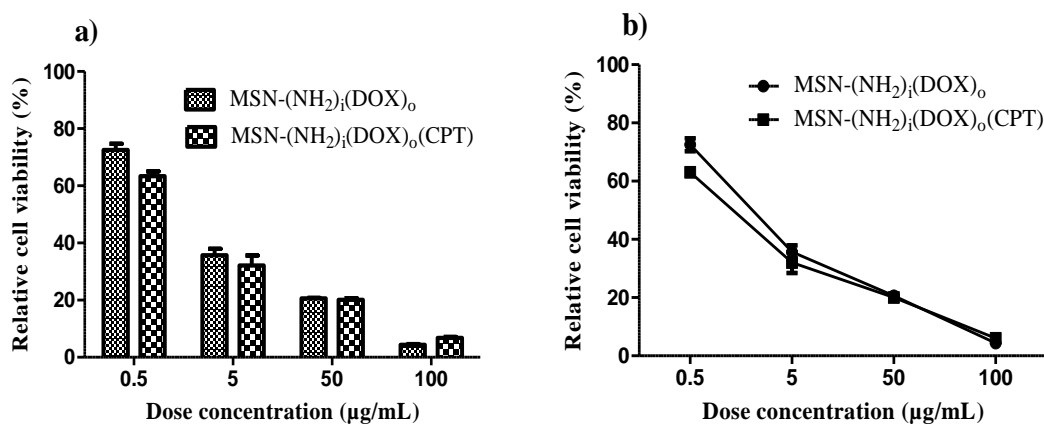 a)
Relative cell viability (%)
100
80
60
40
20
0
MSN-(NH₂)ᵢ(DOX)ₒ
MSN-(NH₂)ᵢ(DOX)ₒ(CPT)
0.5 5 50 100
Dose concentration (µg/mL)
b)
Relative cell viability (%)
100
80
60
40
20
0
MSN-(NH₂)ᵢ(DOX)ₒ
MSN-(NH₂)ᵢ(DOX)ₒ(CPT)
0.5 5 50 100
Dose concentration (µg/mL)